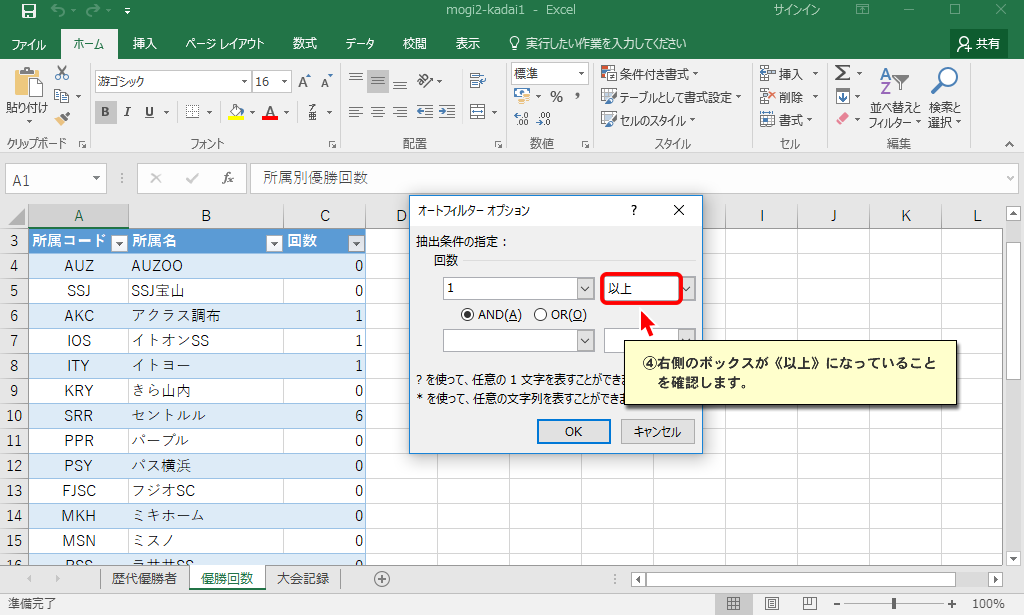 mogi2-kadai1 - Excel
サインイン
ファイル ホーム 挿入 ページ レイアウト 数式 データ 校閲 表示 実行したい作業を入力してください 共有
游ゴシック 16 A A 標準 条件付き書式 挿入 Σ
貼り付け テーブルとして書式設定 削除 並べ替えと フィルター 検索と 選択
B I U A % , セルのスタイル 書式
クリップボード フォント 配置 数値 スタイル セル 編集
A1 fx 所属別優勝回数
A B C D I J K L
3 所属コード 所属名 回数
4 AUZ AUZOO 0
5 SSJ SSJ宝山 0
6 AKC アクラス調布 1
7 IOS イトオンSS 1
8 ITY イトヨー 1
9 KRY きら山内 0
10 SRR セントルル 6
11 PPR パープル 0
12 PSY パス横浜 0
13 FJSC フジオSC 0
14 MKH ミキホーム 0
15 MSN ミスノ 0
オートフィルター オプション ?
抽出条件の指定：
回数
1 以上
AND(A) OR(O)
? を使って、任意の 1 文字を表すことができま
* を使って、任意の文字列を表すことができま
OK キャンセル
④右側のボックスが《以上》になっていること
を確認します。
歴代優勝者 優勝回数 大会記録
準備完了 100%